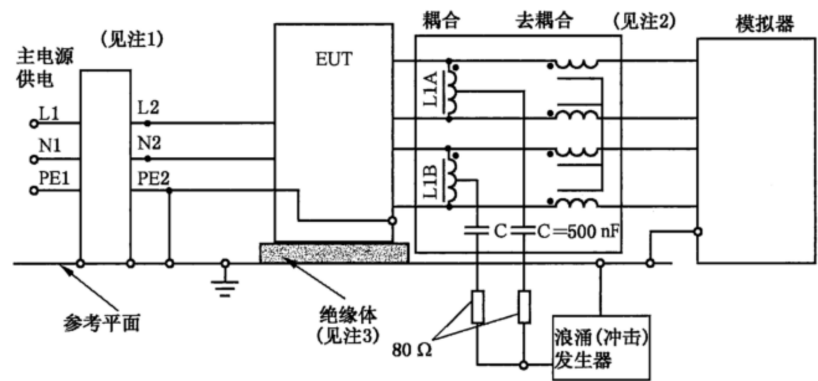 耦合
去耦合
(见注2)
模拟器
(见注1)
主电源
供电
EUT
L1
L2
L1A
N1
N2
PE1
PE2
L1B
C
C=500 nF
参考平面
绝缘体
(见注3)
80 Ω
浪涌(冲击)
发生器